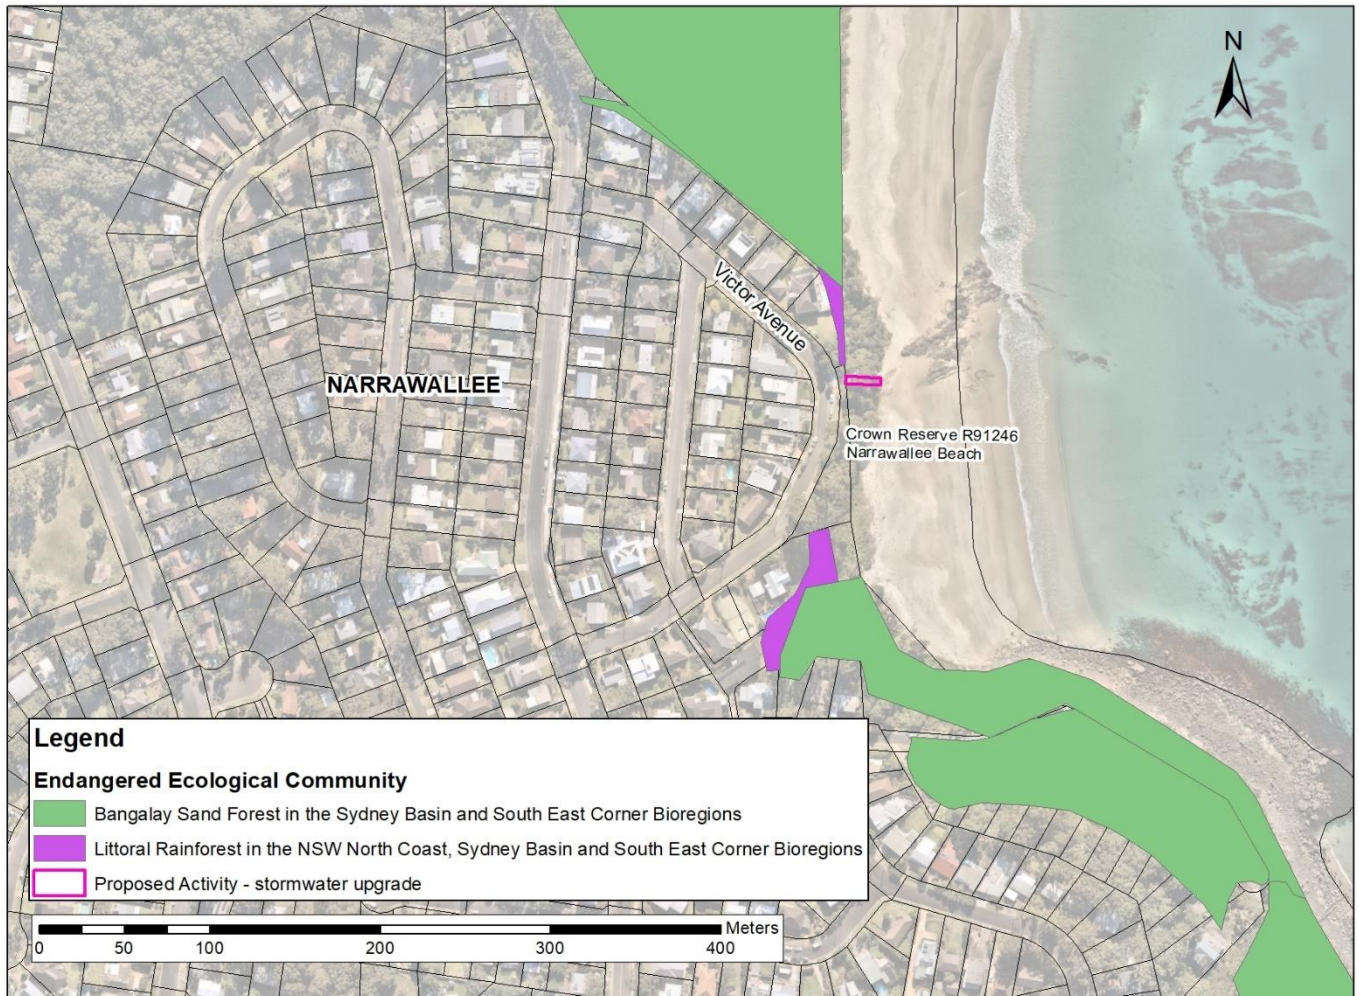 N
Victor Avenue
NARRAWALLEE
Crown Reserve R91246
Narrawallee Beach
Legend
Endangered Ecological Community
Bangalay Sand Forest in the Sydney Basin and South East Corner Bioregions
Littoral Rainforest in the NSW North Coast, Sydney Basin and South East Corner Bioregions
Proposed Activity - stormwater upgrade
Meters
0 50 100 200 300 400